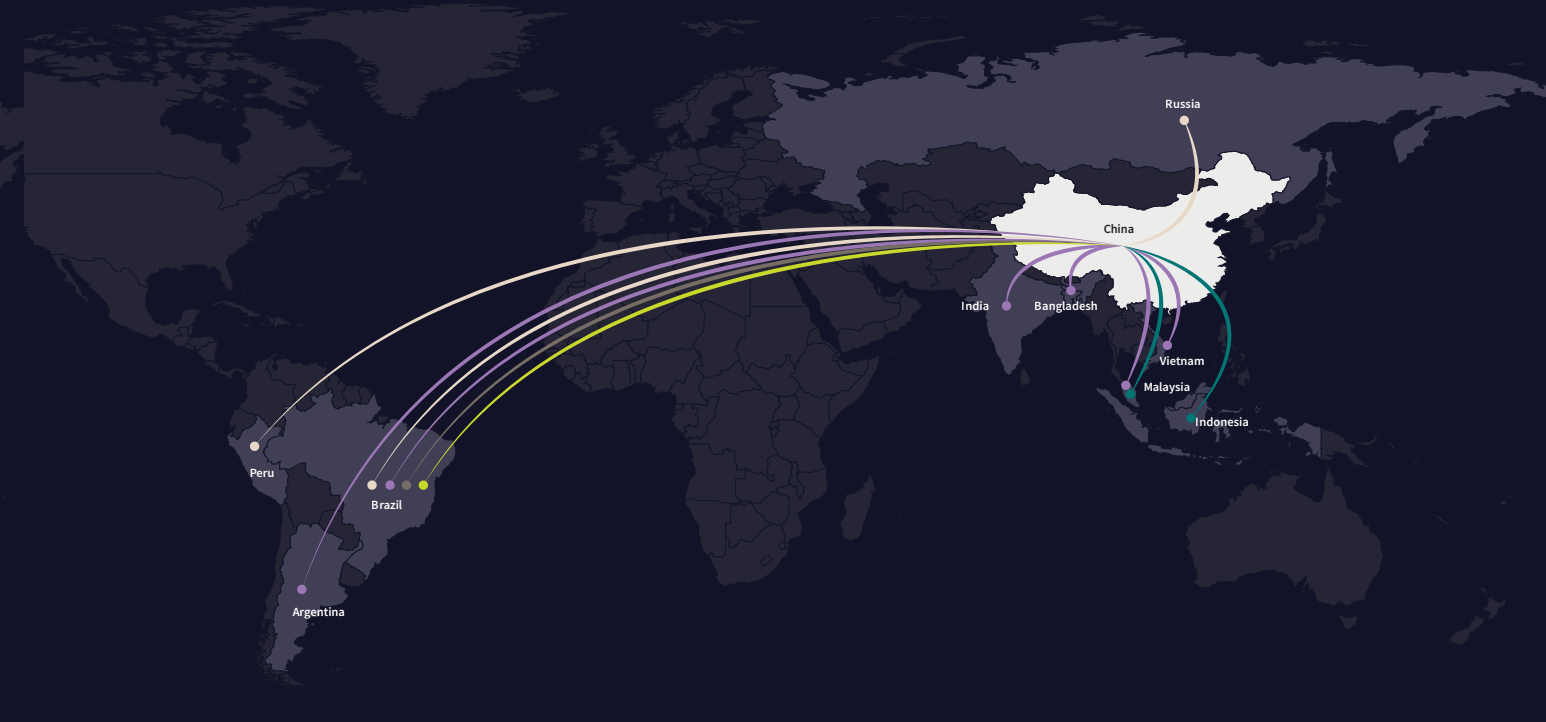 Russia
China
India
Bangladesh
Vietnam
Malaysia
Indonesia
Peru
Brazil
Argentina